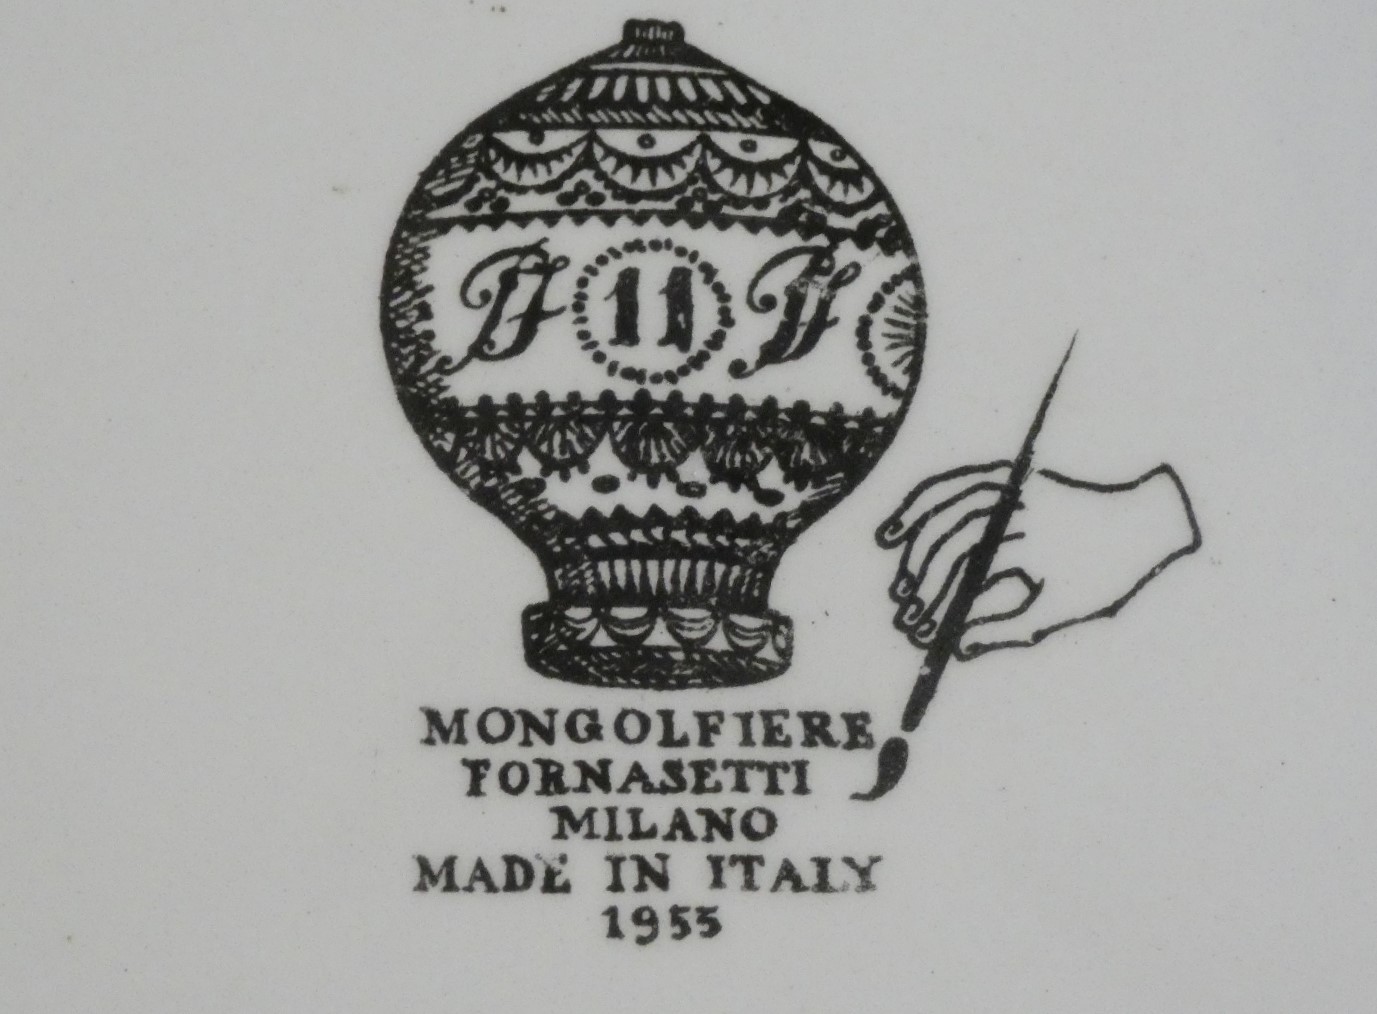 11
MONGOLFIERE
FORNASETTI
MILANO
MADE IN ITALY
1955